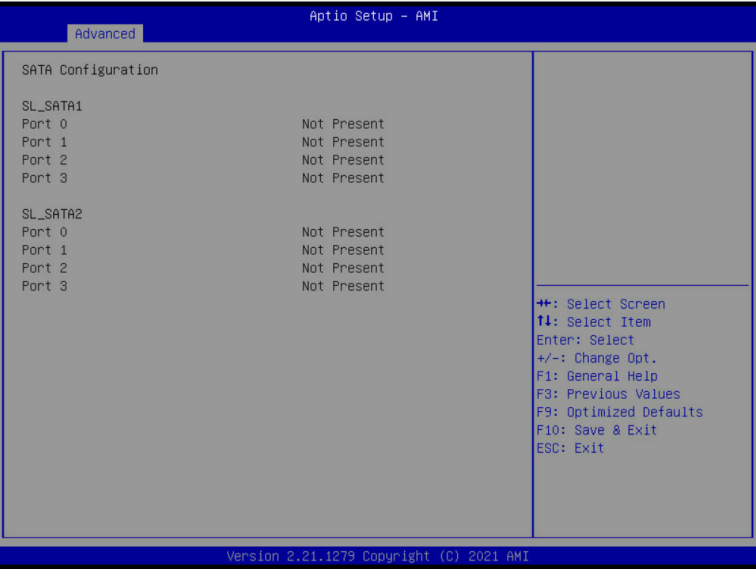 Aptio Setup – AMI
Advanced
SATA Configuration
SL_SATA1
Port 0 Not Present
Port 1 Not Present
Port 2 Not Present
Port 3 Not Present
SL_SATA2
Port 0 Not Present
Port 1 Not Present
Port 2 Not Present
Port 3 Not Present
→←: Select Screen
↑↓: Select Item
Enter: Select
+/-: Change Opt.
F1: General Help
F3: Previous Values
F9: Optimized Defaults
F10: Save & Exit
ESC: Exit
Version 2.21.1279 Copyright (C) 2021 AMI